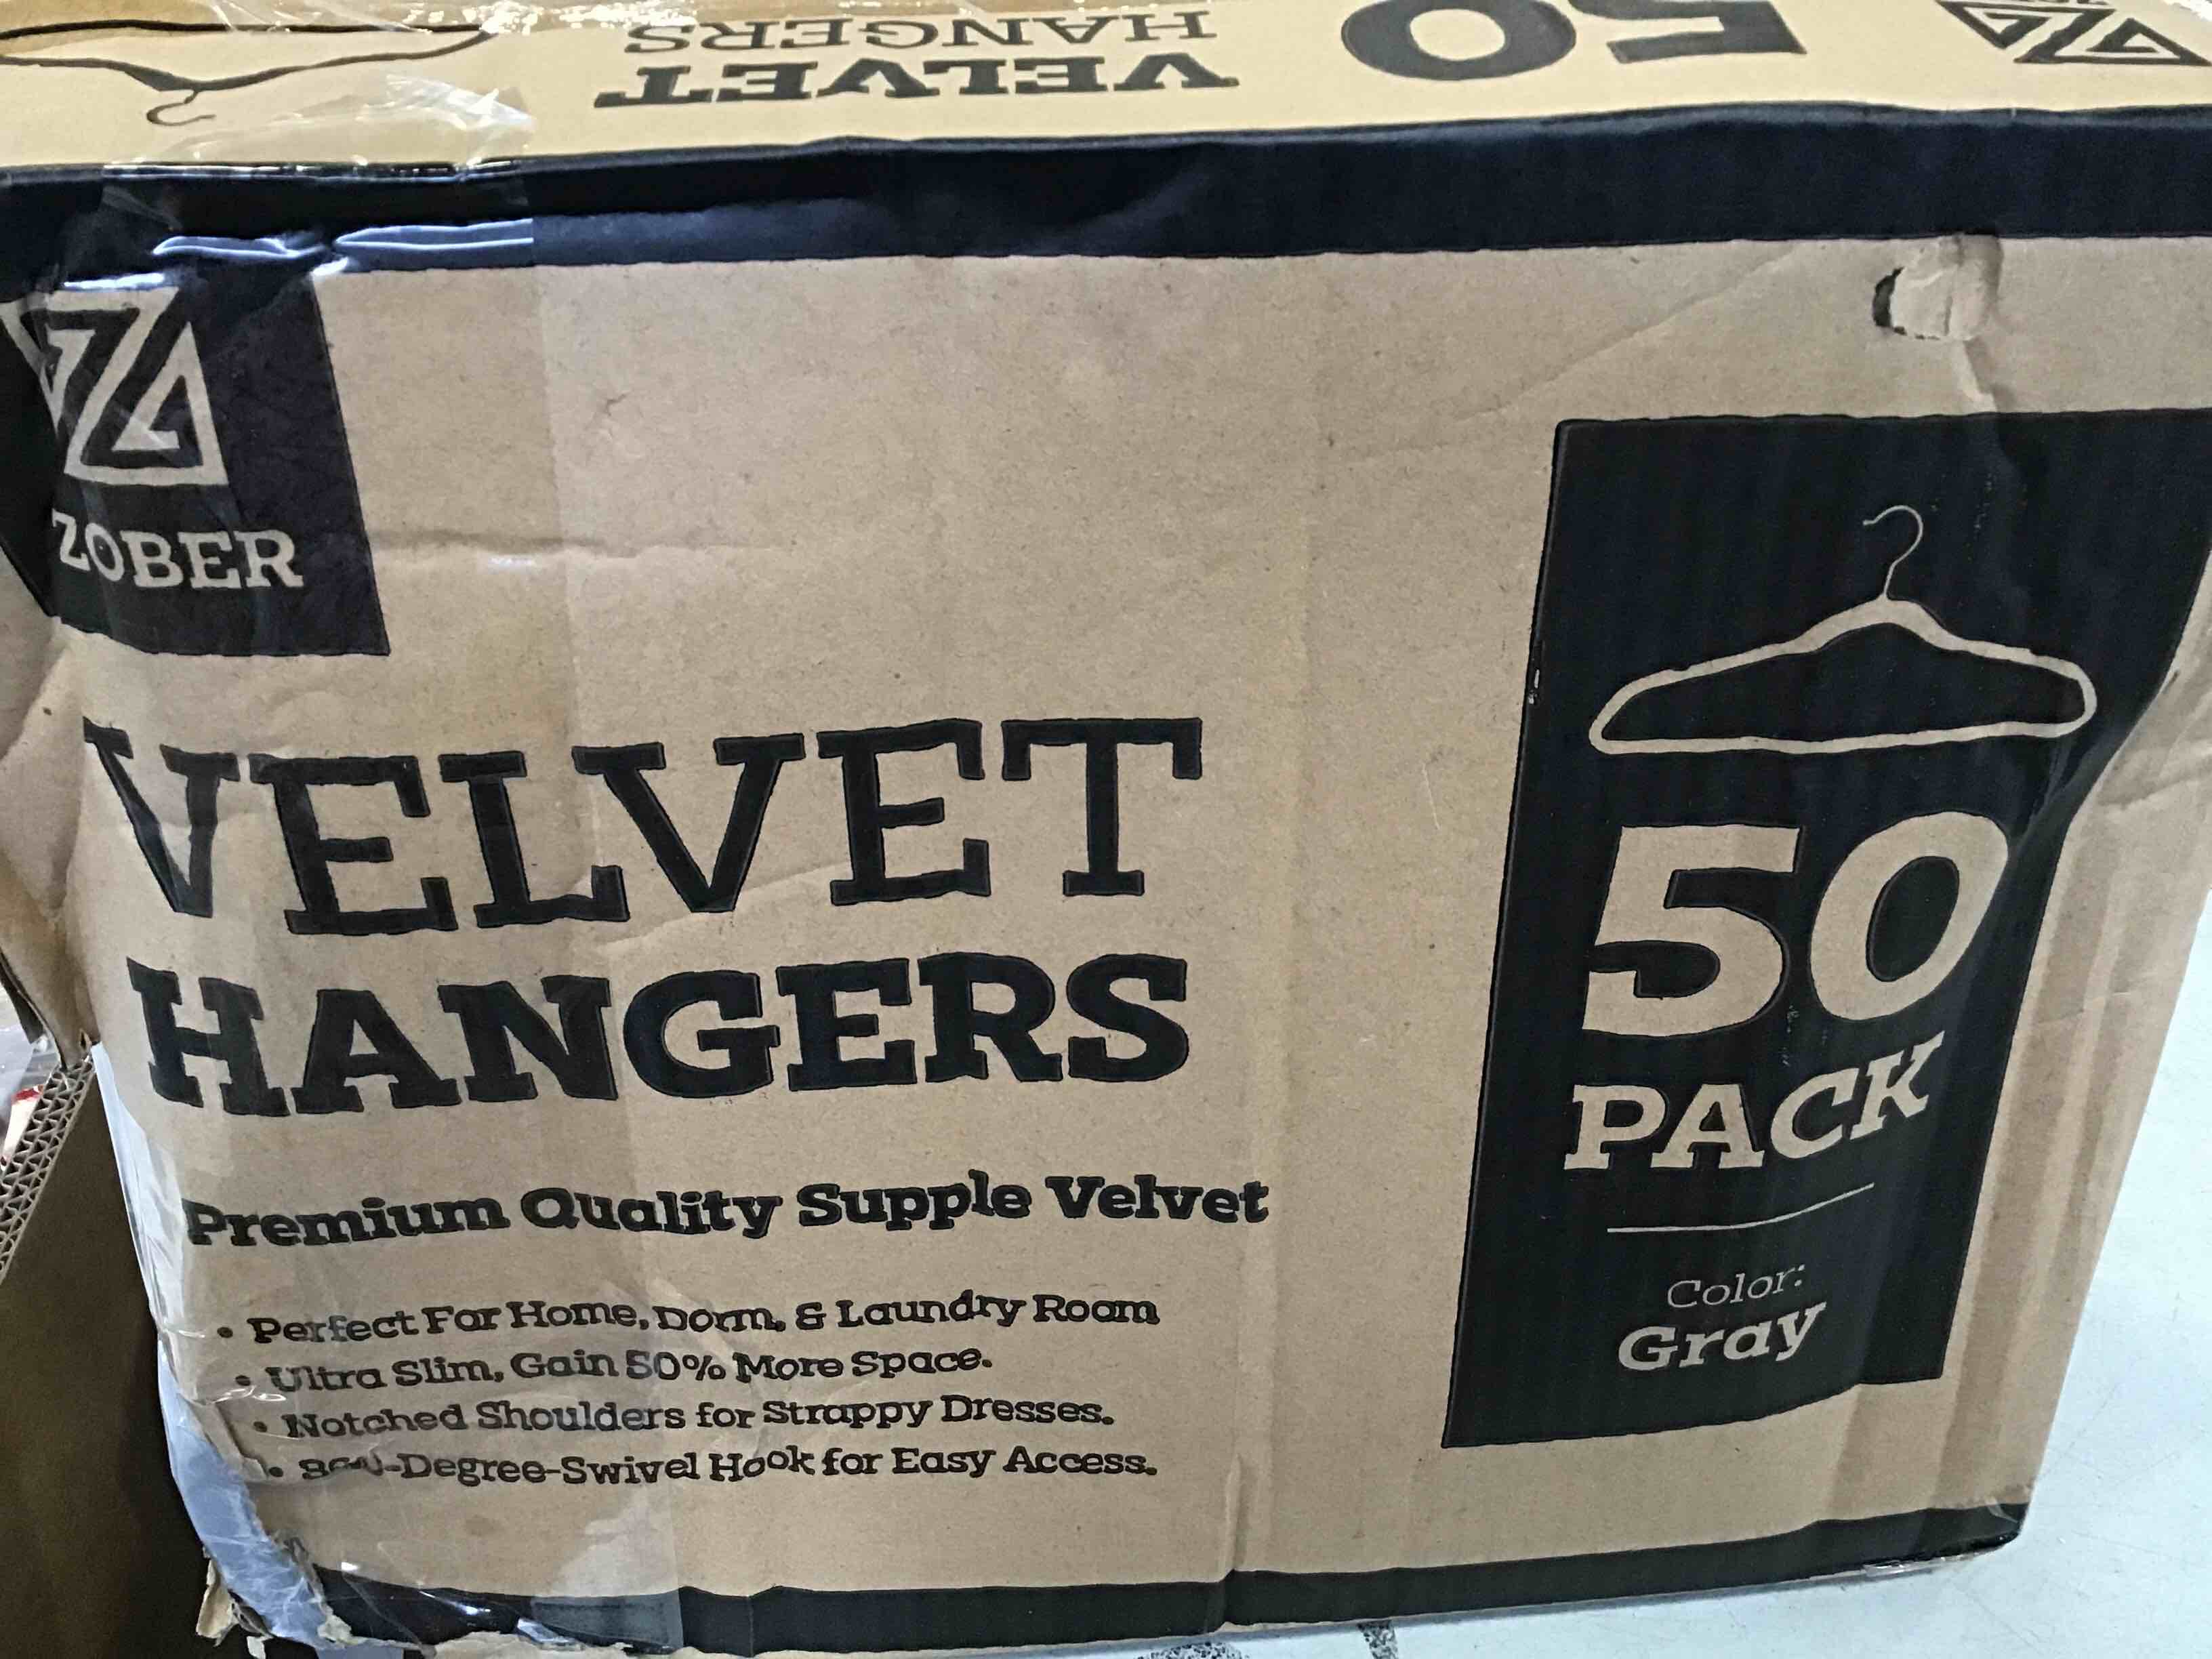 VELVET
HANGERS
50
ZOBER
VELVET
HANGERS
Premium Quality Supple Velvet
• Perfect For Home, Dorm, & Laundry Room
• Ultra Slim, Gain 50% More Space.
• Notched Shoulders for Strappy Dresses.
• 360-Degree-Swivel Hook for Easy Access.
50
PACK
Color:
Gray